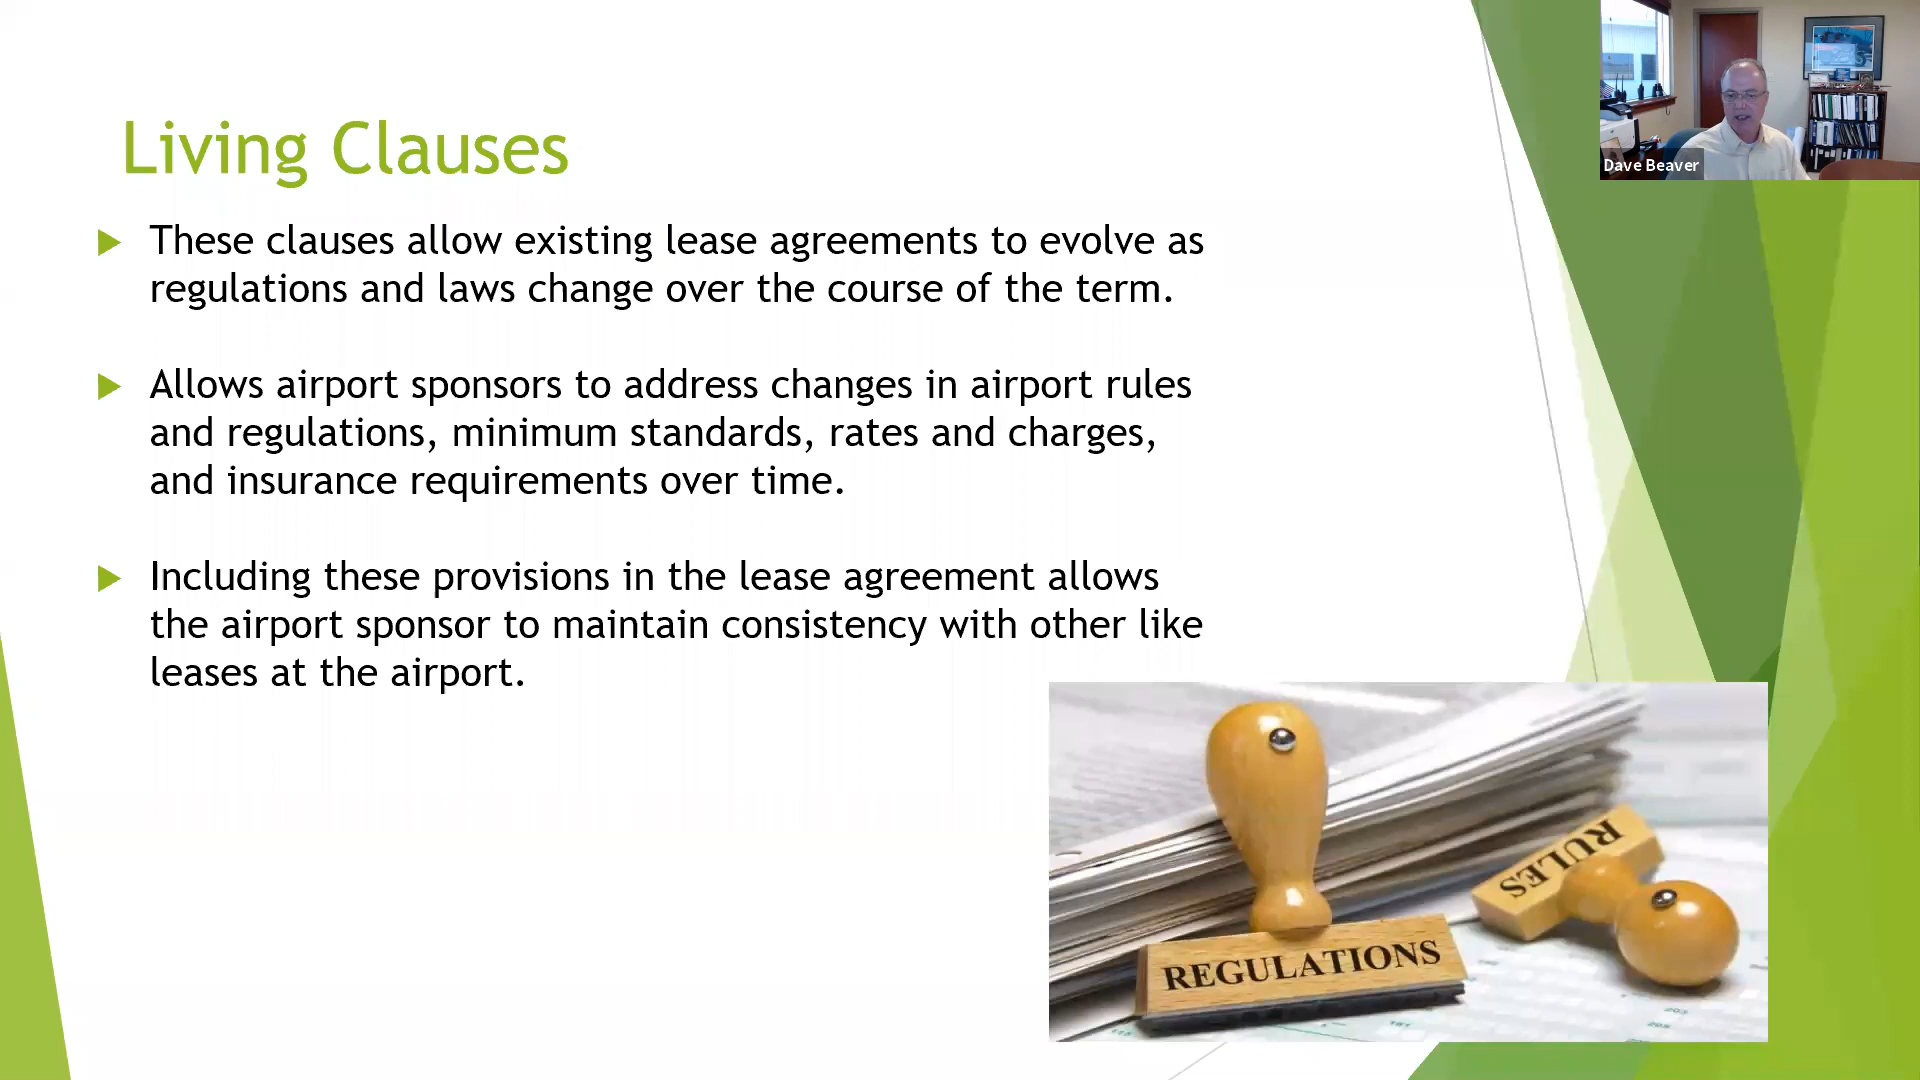 Living Clauses
These clauses allow existing lease agreements to evolve as
regulations and laws change over the course of the term.
Allows airport sponsors to address changes in airport rules
and regulations, minimum standards, rates and charges,
and insurance requirements over time.
Including these provisions in the lease agreement allows
the airport sponsor to maintain consistency with other like
leases at the airport.
Dave Beaver
RULES
REGULATIONS